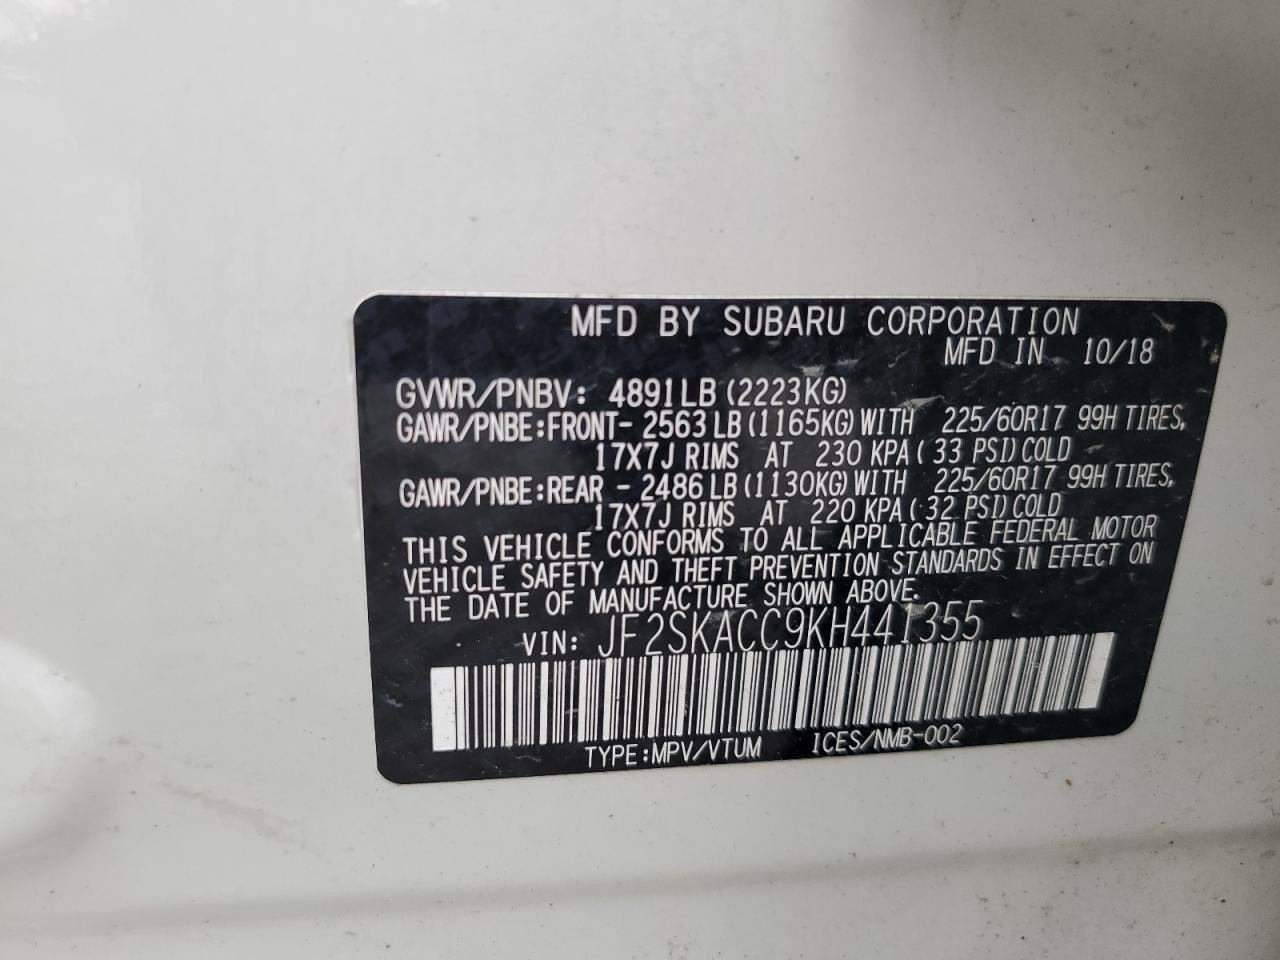 MFD BY SUBARU CORPORATION
MFD IN 10/18
GVWR/PNBV: 4891LB (2223KG)
GAWR/PNBE:FRONT- 2563 LB (1165KG) WITH 225/60R17 99H TIRES,
17X7J RIMS AT 230 KPA ( 33 PSI) COLD
GAWR/PNBE:REAR - 2486 LB (1130KG) WITH 225/60R17 99H TIRES,
17X7J RIMS AT 220 KPA ( 32 PSI) COLD
THIS VEHICLE CONFORMS TO ALL APPLICABLE FEDERAL MOTOR
VEHICLE SAFETY AND THEFT PREVENTION STANDARDS IN EFFECT ON
THE DATE OF MANUFACTURE SHOWN ABOVE.
VIN: JF2SKACC9KH441355
TYPE:MPV/VTUM ICES/NMB-002